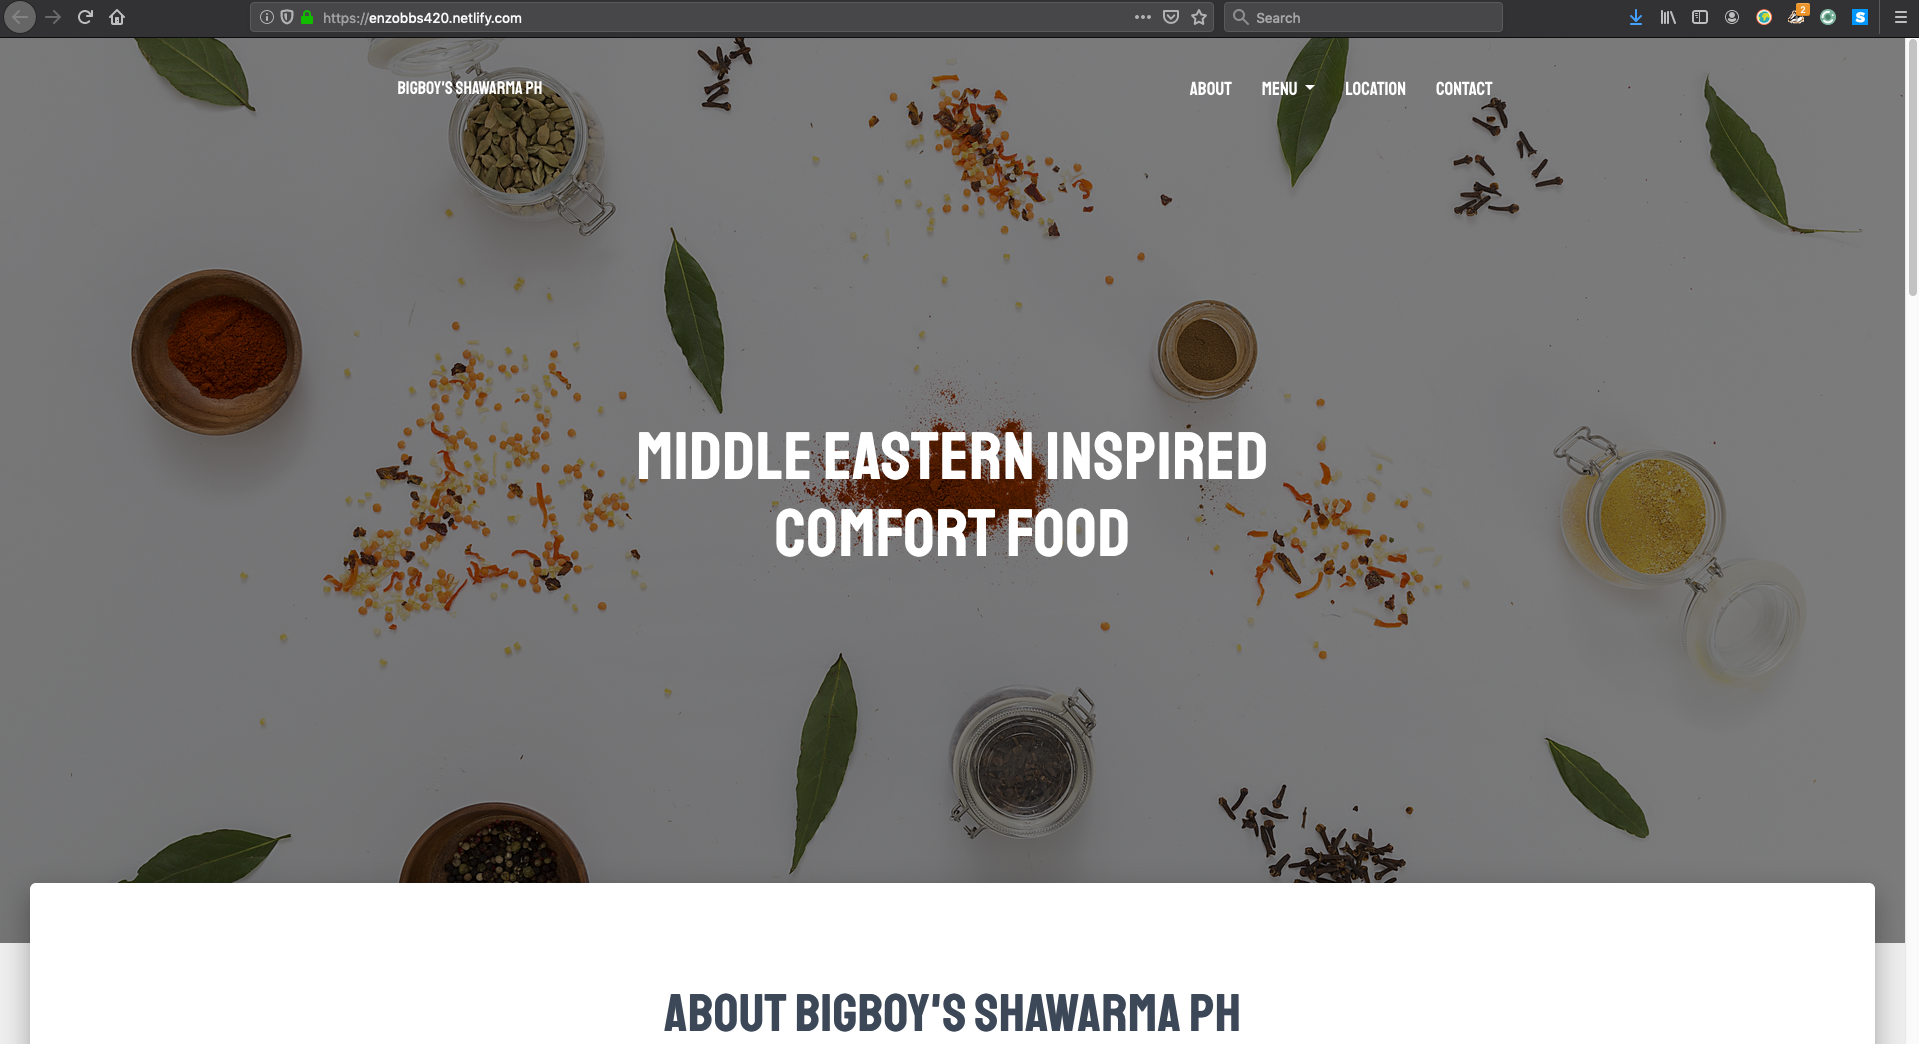 https://enzobbs420.netlify.com
Search
2
S
BIGBOY'S SHAWARMA PH
ABOUT MENU LOCATION CONTACT
MIDDLE EASTERN INSPIRED
COMFORT FOOD
ABOUT BIGBOY'S SHAWARMA PH